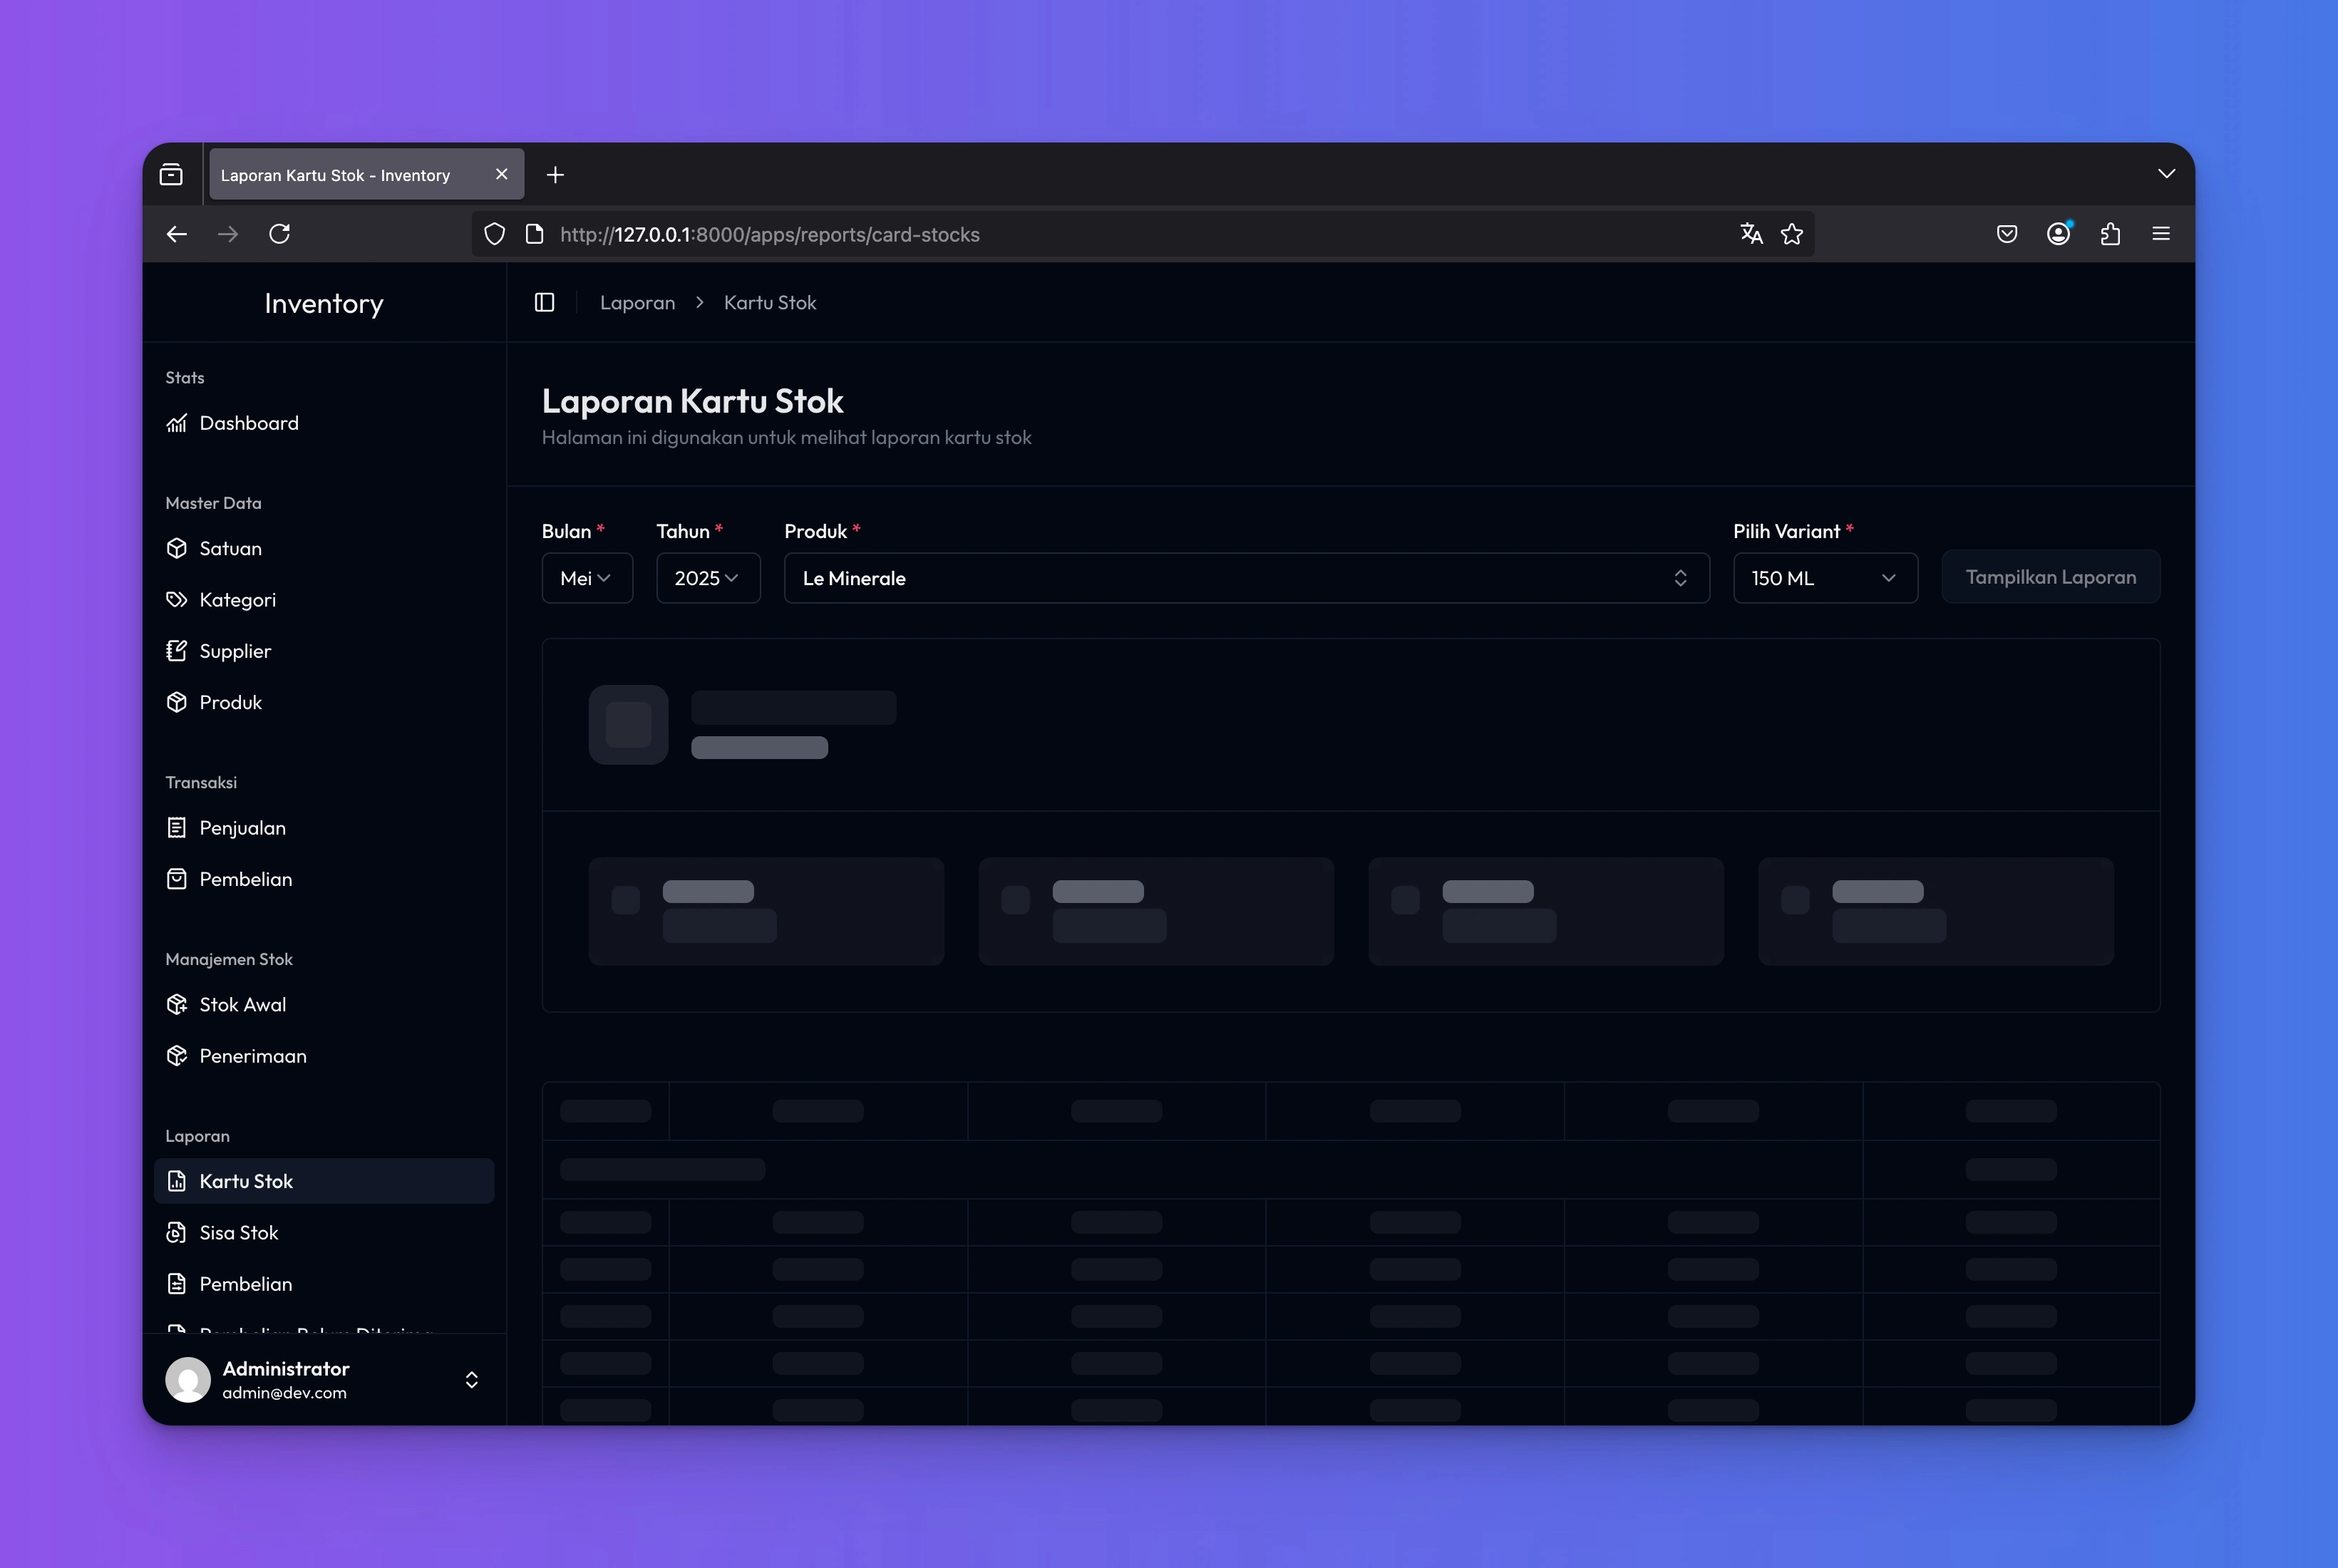 Laporan Kartu Stok - Inventory
http://127.0.0.1:8000/apps/reports/card-stocks
Inventory
Stats
Dashboard
Master Data
Satuan
Kategori
Supplier
Produk
Transaksi
Penjualan
Pembelian
Manajemen Stok
Stok Awal
Penerimaan
Laporan
Kartu Stok
Sisa Stok
Pembelian
Administrator
admin@dev.com
Laporan > Kartu Stok
Laporan Kartu Stok
Halaman ini digunakan untuk melihat laporan kartu stok
Bulan * Tahun * Produk * Pilih Variant *
Mei 2025 Le Minerale 150 ML Tampilkan Laporan